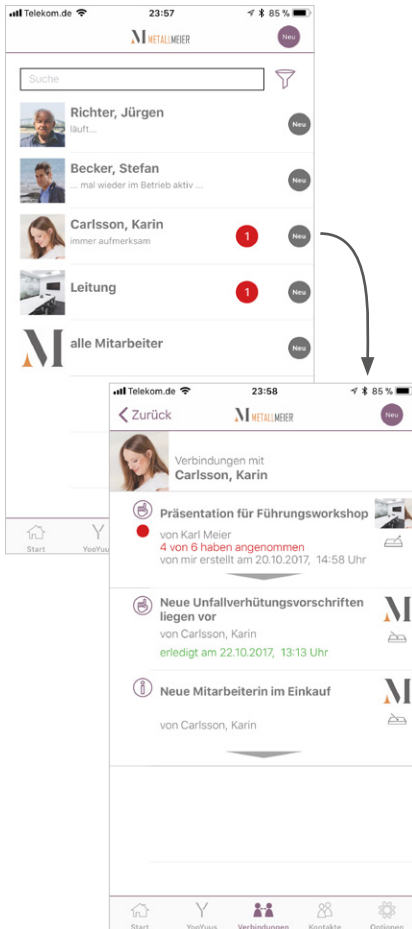 Telekom.de
23:57
85 %
M METALLMEIER
Neu
Suche
Richter, Jürgen
läuft...
Neu
Becker, Stefan
... mal wieder im Betrieb aktiv ...
Neu
Carlsson, Karin
immer aufmerksam
1
Neu
Leitung
1
Neu
M
alle Mitarbeiter
Neu
Start
Telekom.de
23:58
85 %
Zurück
M METALLMEIER
Neu
Verbindungen mit
Carlsson, Karin
Präsentation für Führungsworkshop
von Karl Meier
4 von 6 haben angenommen
von mir erstellt am 20.10.2017, 14:58 Uhr
Neue Unfallverhütungsvorschriften
liegen vor
M
von Carlsson, Karin
erledigt am 22.10.2017, 13:13 Uhr
Neue Mitarbeiterin im Einkauf
M
von Carlsson, Karin
Start
YooYuus
Verbindungen
Kontakte
Optionen